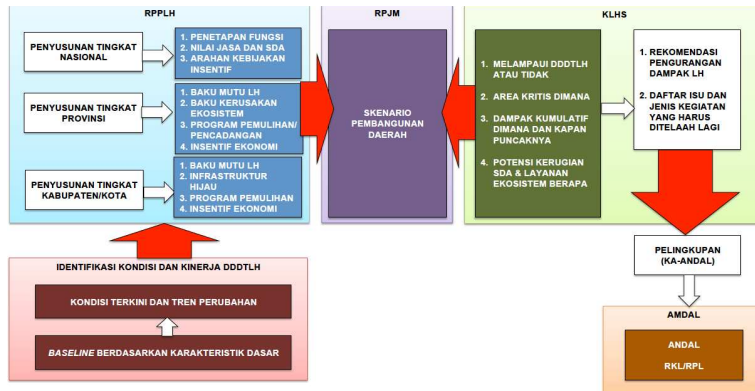 RPPLH
PENYUSUNAN TINGKAT
NASIONAL
1. PENETAPAN FUNGSI
2. NILAI JASA DAN SDA
3. ARAHAN KEBIJAKAN
INSENTIF
PENYUSUNAN TINGKAT
PROVINSI
1. BAKU MUTU LH
2. BAKU KERUSAKAN
EKOSISTEM
3. PROGRAM PEMULIHAN/
PENCADANGAN
4. INSENTIF EKONOMI
PENYUSUNAN TINGKAT
KABUPATEN/KOTA
1. BAKU MUTU LH
2. INFRASTRUKTUR
HIJAU
3. PROGRAM PEMULIHAN
4. INSENTIF EKONOMI
RPJM
SKENARIO
PEMBANGUNAN
DAERAH
KLHS
1. MELAMPAUI DDDTLH
ATAU TIDAK
2. AREA KRITIS DIMANA
3. DAMPAK KUMULATIF
DIMANA DAN KAPAN
PUNCAKNYA
4. POTENSI KERUGIAN
SDA & LAYANAN
EKOSISTEM BERAPA
1. REKOMENDASI
PENGURANGAN
DAMPAK LH
2. DAFTAR ISU DAN
JENIS KEGIATAN
YANG HARUS
DITELAAH LAGI
IDENTIFIKASI KONDISI DAN KINERJA DDDTLH
KONDISI TERKINI DAN TREN PERUBAHAN
BASELINE BERDASARKAN KARAKTERISTIK DASAR
PELINGKUPAN
(KA-ANDAL)
AMDAL
ANDAL
RKL/RPL